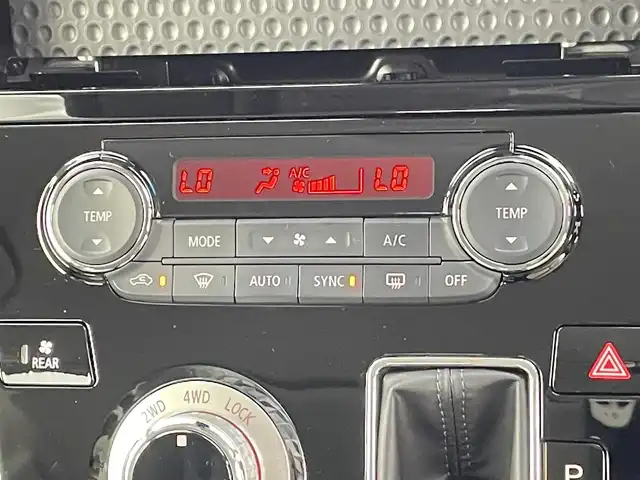 LO A/C LO
TEMP
TEMP
MODE
A/C
AUTO
SYNC
OFF
REAR
2WD 4WD LOCK
P